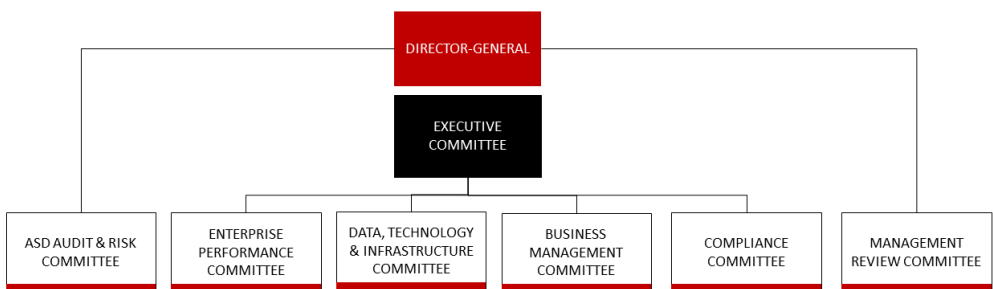 DIRECTOR-GENERAL
EXECUTIVE
COMMITTEE
ASD AUDIT & RISK
COMMITTEE
ENTERPRISE
PERFORMANCE
COMMITTEE
DATA, TECHNOLOGY
& INFRASTRUCTURE
COMMITTEE
BUSINESS
MANAGEMENT
COMMITTEE
COMPLIANCE
COMMITTEE
MANAGEMENT
REVIEW COMMITTEE